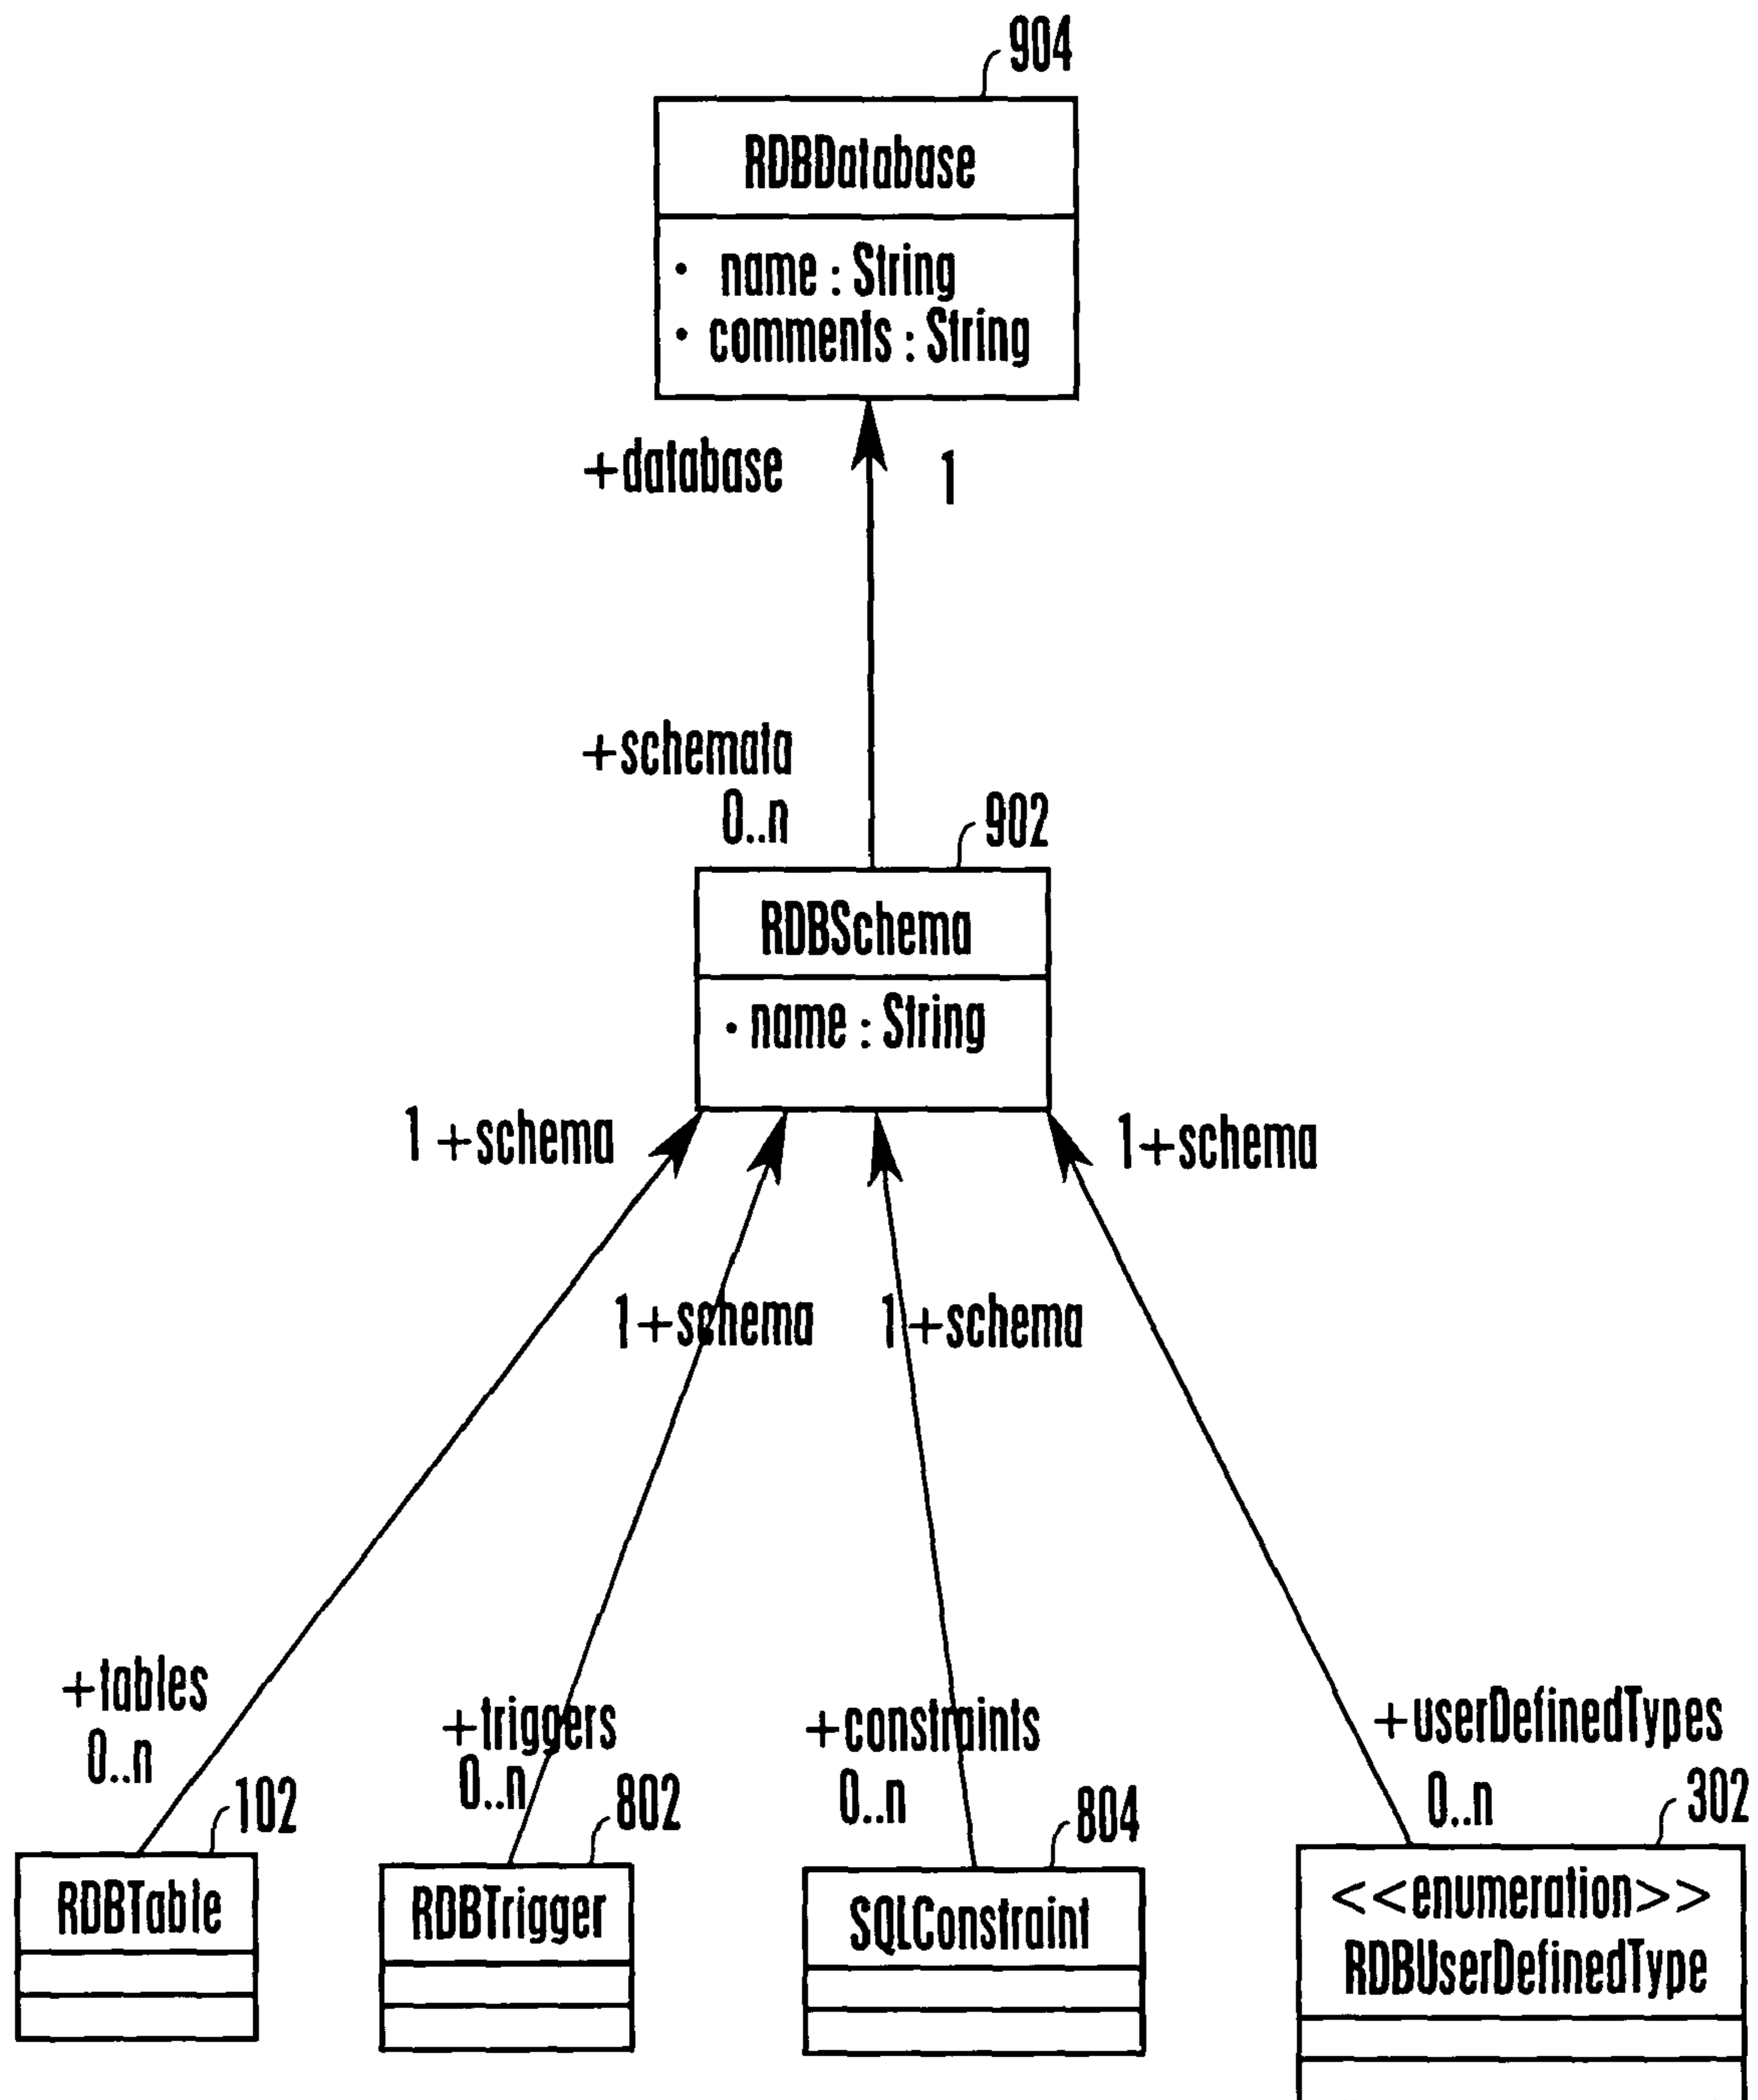 904
RDBDatabase
• name : String
• comments : String
+database 1
+schemata
0..n
902
RDBSchema
• name : String
1 +schema
1+schema
1+schema
1+schema
+tables
0..n
+triggers
0..n
+constraints
0..n
+userDefinedTypes
0..n
102
802
804
302
RDBTable
RDBTrigger
SQLConstraint
<<enumeration>>
RDBUserDefinedType